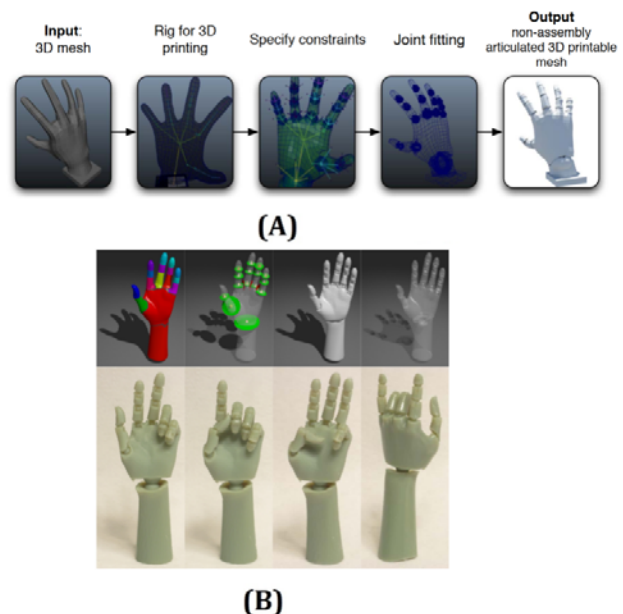 Input:
3D mesh
Rig for 3D
printing
Specify constraints
Joint fitting
Output
non-assembly
articulated 3D printable
mesh
(A)
(B)